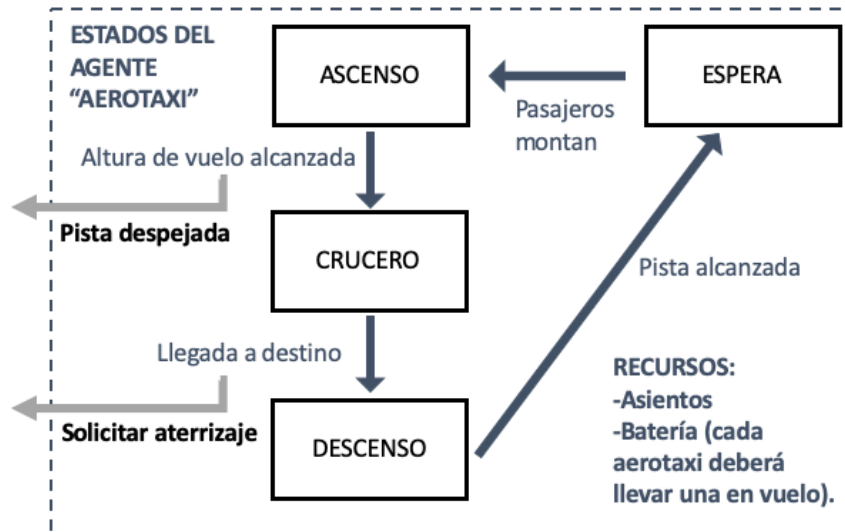 ESTADOS DEL
AGENTE
“AEROTAXI”
ASCENSO
ESPERA
Pasajeros
montan
Altura de vuelo alcanzada
Pista despejada
CRUCERO
Pista alcanzada
Llegada a destino
Solicitar aterrizaje
DESCENSO
RECURSOS:
-Asientos
-Batería (cada
aerotaxi deberá
llevar una en vuelo).